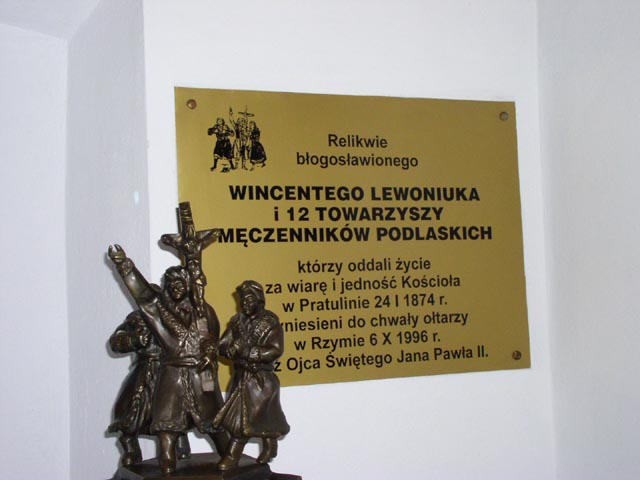 Relikwie
błogosławionego
WINCENTEGO LEWONIUKA
i 12 TOWARZYSZY
MĘCZENNIKÓW PODLASKICH
którzy oddali życie
za wiarę i jedność Kościoła
w Pratulinie 24 I 1874 r.
do chwały ołtarzy
w Rzymie 6 X 1996 r.
Ojca Świętego Jana Pawła II.